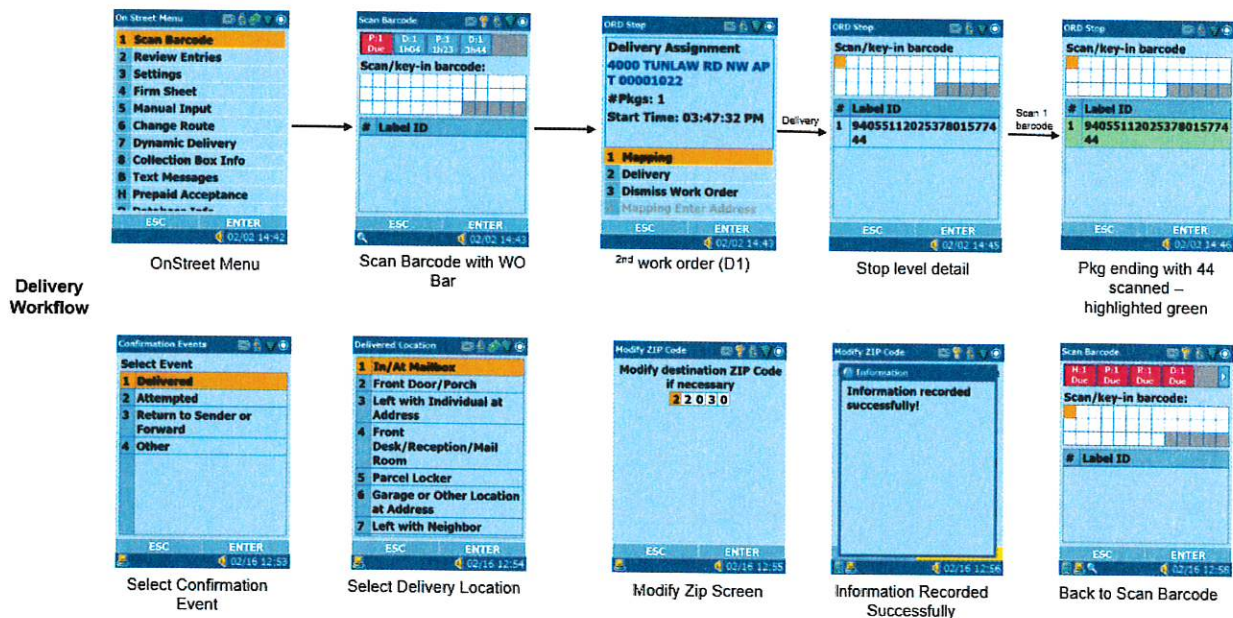 On Street Menu
1 Scan Barcode
2 Review Entries
3 Settings
4 Firm Sheet
5 Manual Input
6 Change Route
7 Dynamic Delivery
8 Collection Box Info
B Text Messages
H Prepaid Acceptance
Database Info
ESC ENTER
02/02 14:42
OnStreet Menu
Scan Barcode
P:1 D:1 P:1 D:1
Due 1h04 1h23 3h44
Scan/key-in barcode:
# Label ID
ESC ENTER
02/02 14:43
Scan Barcode with WO
Bar
ORD Stop
Delivery Assignment
4000 TUNLAW RD NW AP
T 00001022
#Pkgs: 1
Start Time: 03:47:32 PM
1 Mapping
2 Delivery
3 Dismiss Work Order
Mapping Enter Address
ESC ENTER
02/02 14:43
2nd work order (D1)
Delivery
ORD Stop
Scan/key-in barcode
# Label ID
1 94055112025378015774
44
ESC ENTER
02/02 14:45
Stop level detail
Scan 1
barcode
ORD Stop
Scan/key-in barcode
# Label ID
1 94055112025378015774
44
ESC ENTER
02/02 14:46
Pkg ending with 44
scanned –
highlighted green
Delivery
Workflow
Confirmation Events
Select Event
1 Delivered
2 Attempted
3 Return to Sender or
Forward
4 Other
ESC ENTER
02/16 12:53
Select Confirmation
Event
Delivered Location
1 In/At Mailbox
2 Front Door/Porch
3 Left with Individual at
Address
4 Front
Desk/Reception/Mail
Room
5 Parcel Locker
6 Garage or Other Location
at Address
7 Left with Neighbor
ESC ENTER
02/16 12:54
Select Delivery Location
Modify ZIP Code
Modify destination ZIP Code
if necessary
22030
ESC ENTER
02/16 12:55
Modify Zip Screen
Modify ZIP Code
Information
Information recorded
successfully!
02/16 12:56
Information Recorded
Successfully
Scan Barcode
H:1 P:1 R:1 D:1
Due Due Due Due
Scan/key-in barcode:
# Label ID
ESC ENTER
02/16 12:56
Back to Scan Barcode